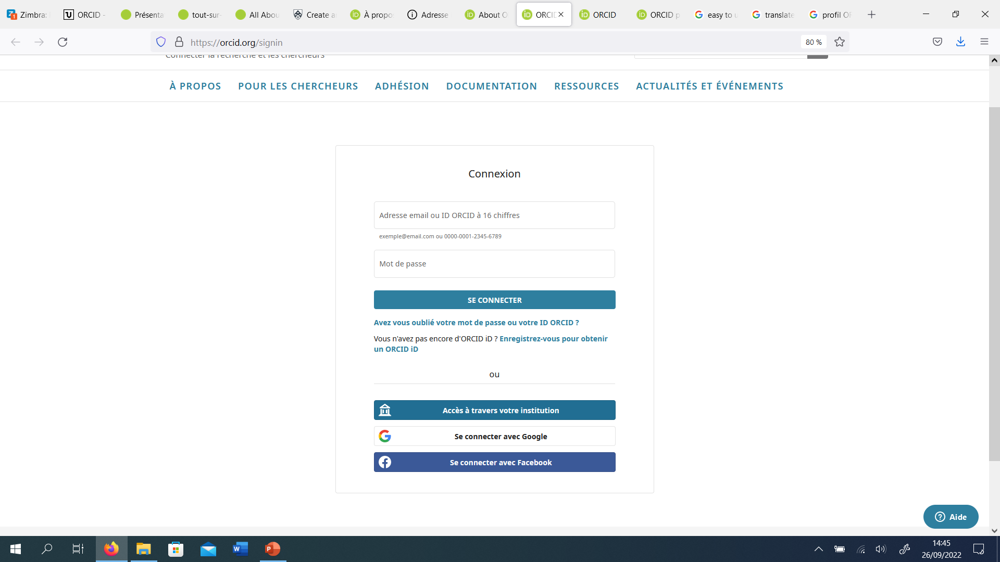 Zimbra:
ORCID -
Présenta
tout-sur-
All Abou
Create a
À propo
Adresse
About O
ORCID
ORCID
ORCID p
easy to u
translate
profil OR
https://orcid.org/signin
80 %
Connecter la recherche et les chercheurs
À PROPOS POUR LES CHERCHEURS ADHÉSION DOCUMENTATION RESSOURCES ACTUALITÉS ET ÉVÉNEMENTS
Connexion
Adresse email ou ID ORCID à 16 chiffres
exemple@email.com ou 0000-0001-2345-6789
Mot de passe
SE CONNECTER
Avez vous oublié votre mot de passe ou votre ID ORCID ?
Vous n'avez pas encore d'ORCID iD ? Enregistrez-vous pour obtenir
un ORCID iD
ou
Accès à travers votre institution
Se connecter avec Google
Se connecter avec Facebook
Aide
14:45
26/09/2022